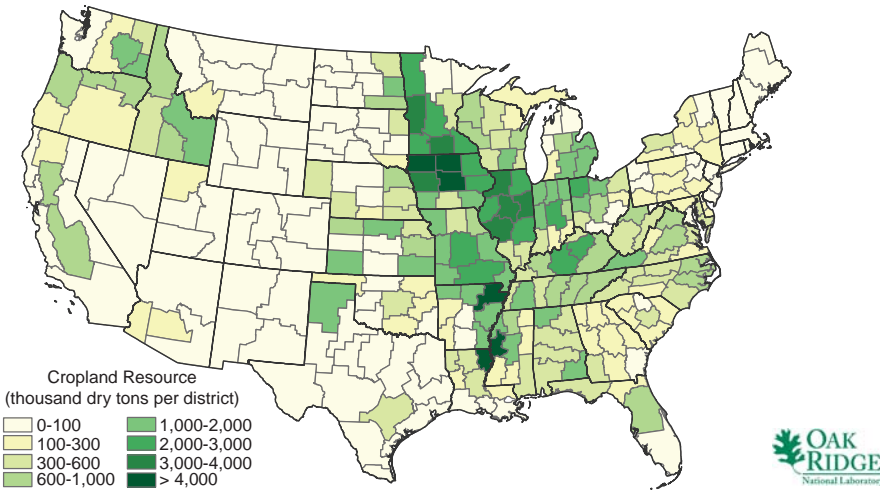 Cropland Resource
(thousand dry tons per district)
0-100
100-300
300-600
600-1,000
1,000-2,000
2,000-3,000
3,000-4,000
> 4,000
OAK
RIDGE
National Laboratory